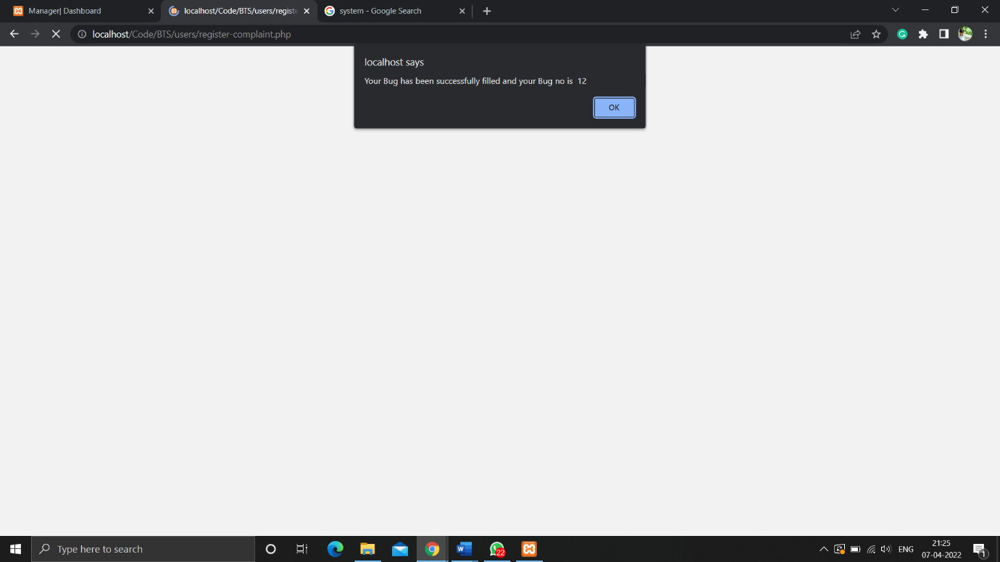 Manager| Dashboard
localhost/Code/BTS/users/registe
system - Google Search
localhost/Code/BTS/users/register-complaint.php
localhost says
Your Bug has been successfully filled and your Bug no is  12
OK
Type here to search
22
ENG
21:25
07-04-2022
1